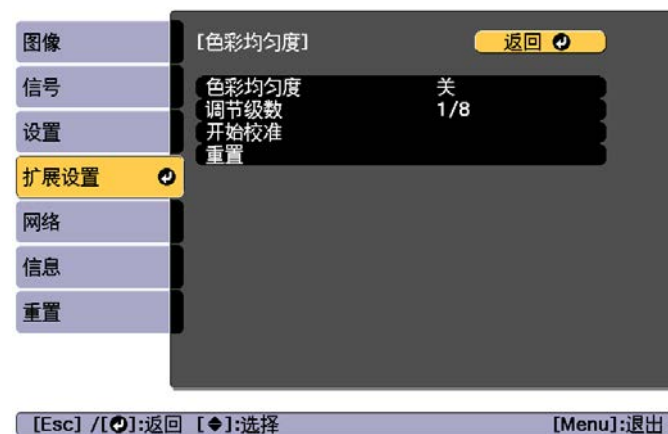 图像
信号
设置
扩展设置
网络
信息
重置
[色彩均匀度] 返回
色彩均匀度 关
调节级数 1/8
开始校准
重置
[Esc] /[]:返回 [◆]:选择 [Menu]:退出